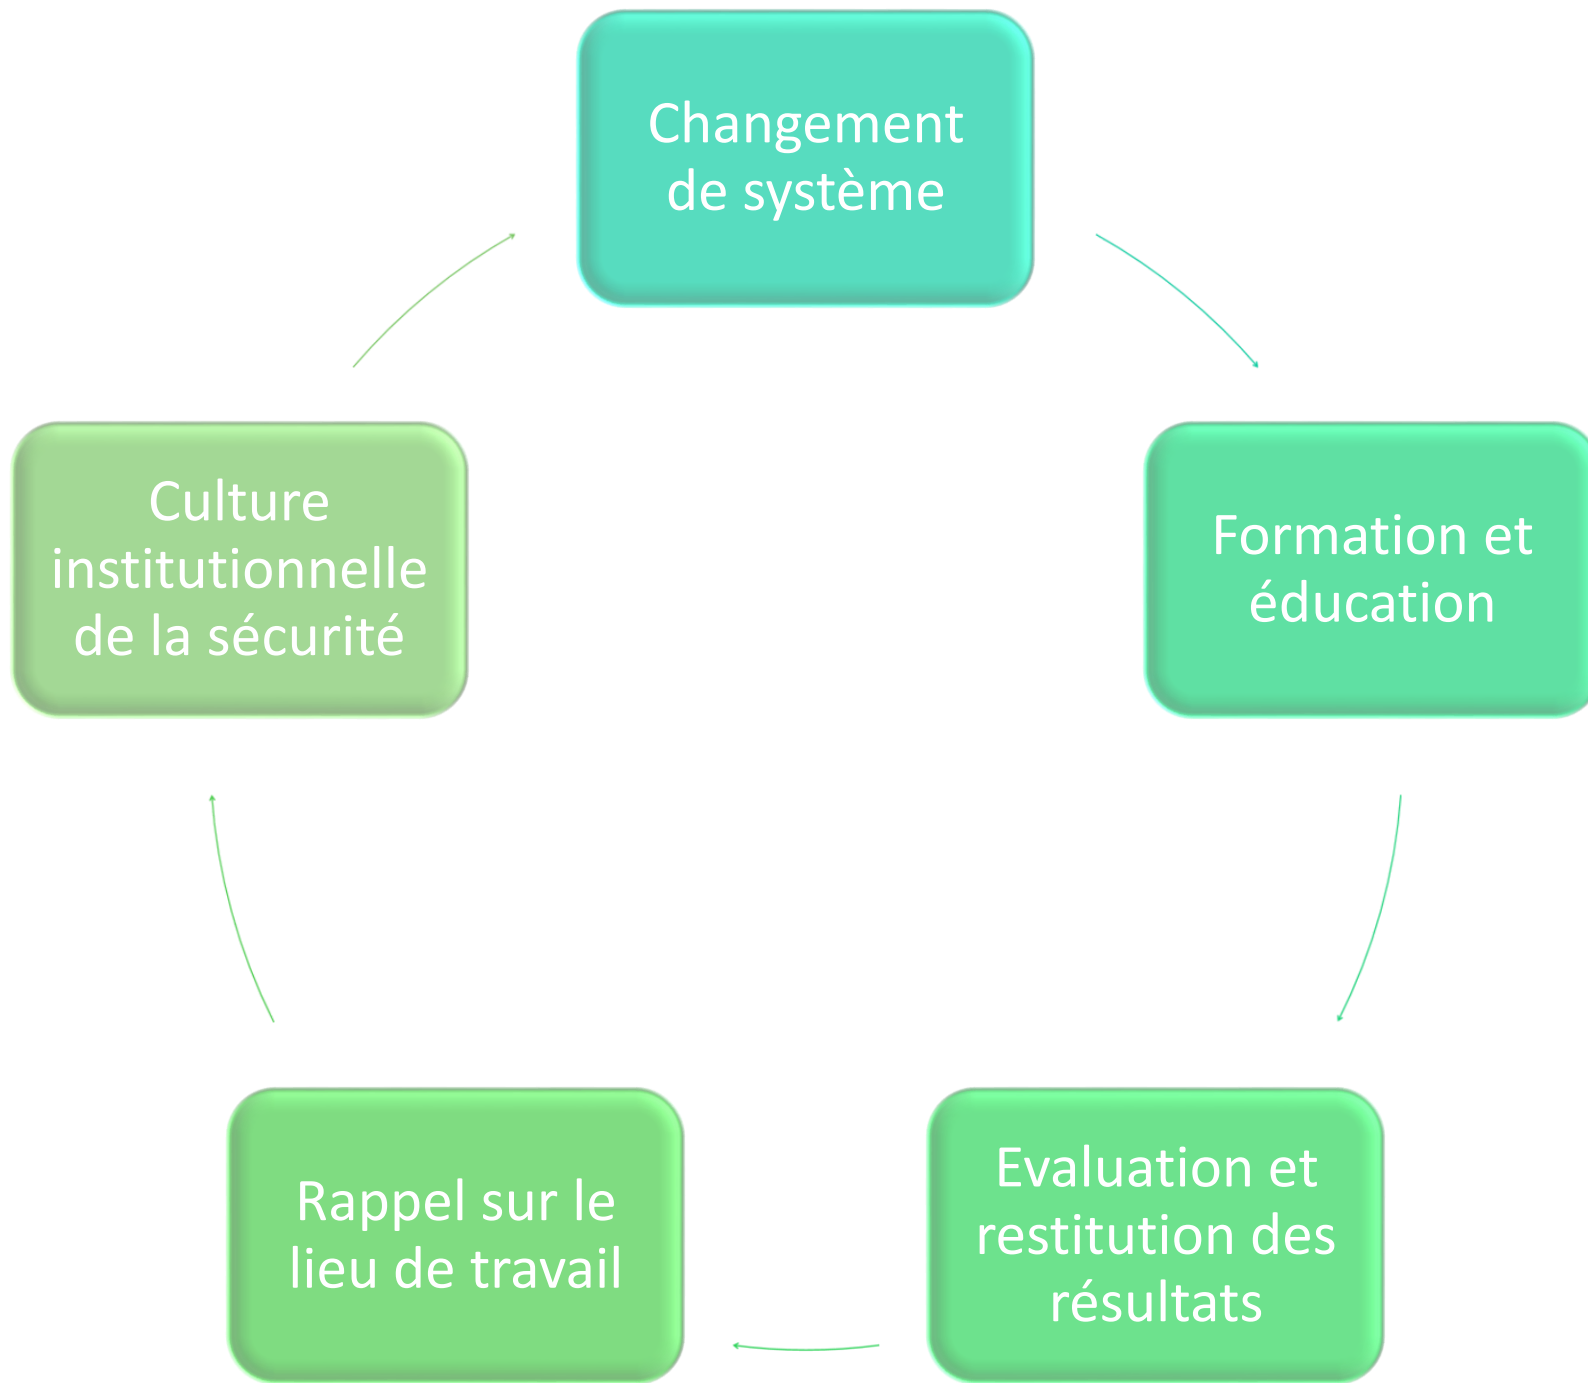 Changement
de système
Formation et
éducation
Evaluation et
restitution des
résultats
Rappel sur le
lieu de travail
Culture
institutionnelle
de la sécurité